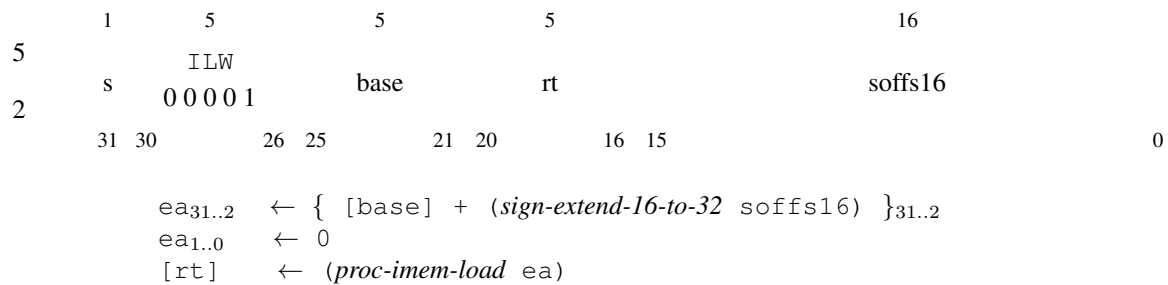 1 5 5 5 16
5
ILW
s base rt soffs16
0 0 0 0 1
2
31 30 26 25 21 20 16 15 0
ea31..2 ← { [base] + (sign-extend-16-to-32 soffs16) }31..2
ea1..0 ← 0
[rt] ← (proc-imem-load ea)